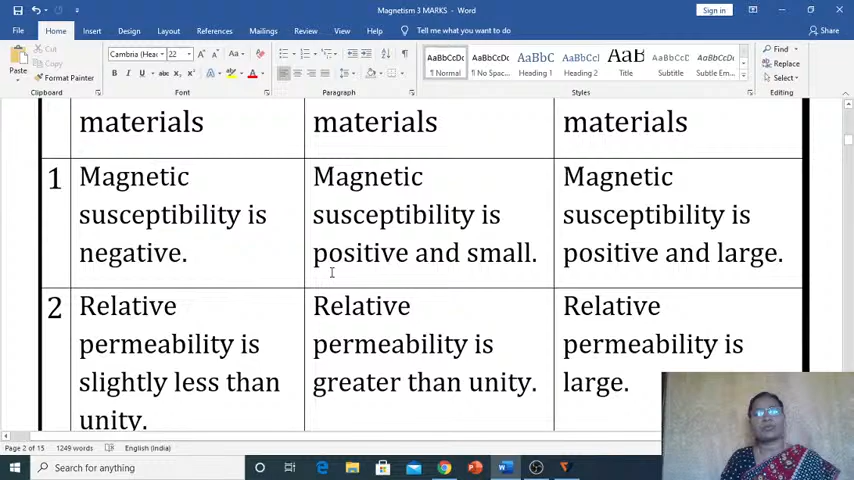 Magnetism 3 MARKS - Word
Sign in
File Home Insert Design Layout References Mailings Review View Help Tell me what you want to do Share
Cut
Copy
Paste
Format Painter
Clipboard
Cambria (Hea 22
Font
Paragraph
AaBbCcDc AaBbCcDc AaBbC AaBbCcl AaB AaBbCcD AaBbCcDc
¶ Normal ¶ No Spac... Heading 1 Heading 2 Title Subtitle Subtle Em...
Styles
Find
Replace
Select
Editing
materials materials materials
1 Magnetic Magnetic Magnetic
susceptibility is susceptibility is susceptibility is
negative. positive and small. positive and large.
2 Relative Relative Relative
permeability is permeability is permeability is
slightly less than greater than unity. large.
unity.
Page 2 of 15 1249 words English (India)
Search for anything